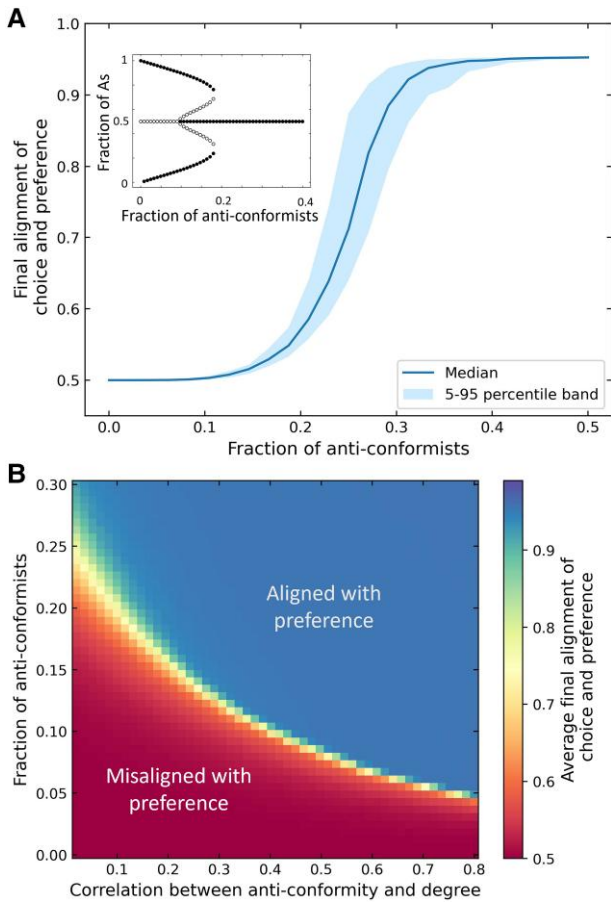 A
1.0
0.9
0.8
0.7
0.6
0.5
Final alignment of
choice and preference
1
0.5
0
Fraction of As
0
0.2
0.4
Fraction of anti-conformists
Median
5-95 percentile band
0.0
0.1
0.2
0.3
0.4
0.5
Fraction of anti-conformists
B
0.30
0.25
0.20
0.15
0.10
0.05
0.00
Fraction of anti-conformists
Aligned with
preference
Misaligned with
preference
0.1
0.2
0.3
0.4
0.5
0.6
0.7
0.8
Correlation between anti-conformity and degree
0.9
0.8
0.7
0.6
0.5
Average final alignment of
choice and preference